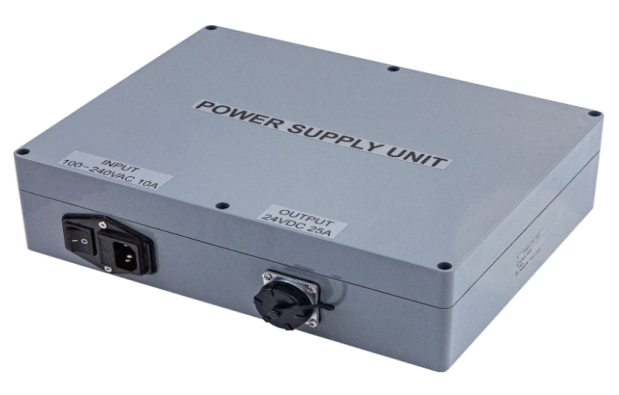 POWER SUPPLY UNIT
INPUT
100-240VAC 10A
OUTPUT
24VDC 25A